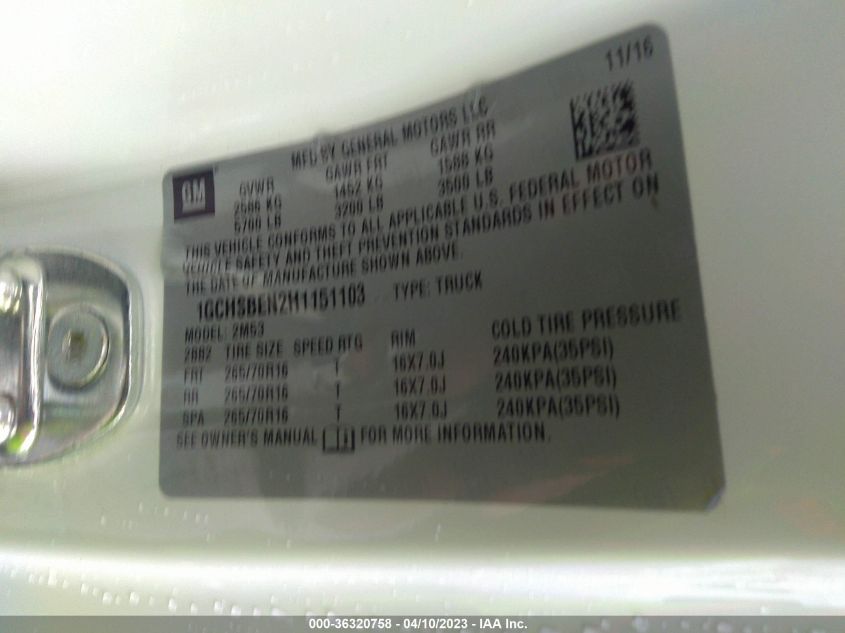 11/16
MFD BY GENERAL MOTORS LLC
GM
GVWR GAWR FRT GAWR RR
2586 KG 1452 KG 1588 KG
5700 LB 3200 LB 3500 LB
THIS VEHICLE CONFORMS TO ALL APPLICABLE U.S. FEDERAL MOTOR
VEHICLE SAFETY AND THEFT PREVENTION STANDARDS IN EFFECT ON
THE DATE OF MANUFACTURE SHOWN ABOVE.
1GCHSBEN2H1151103 TYPE: TRUCK
MODEL: 2M53
2882 TIRE SIZE SPEED RTG RIM COLD TIRE PRESSURE
FRT 265/70R16 T 16X7.0J 240KPA(35PSI)
RR 265/70R16 T 16X7.0J 240KPA(35PSI)
SPA 265/70R16 T 16X7.0J 240KPA(35PSI)
SEE OWNER'S MANUAL FOR MORE INFORMATION.
000-36320758 - 04/10/2023 - IAA Inc.